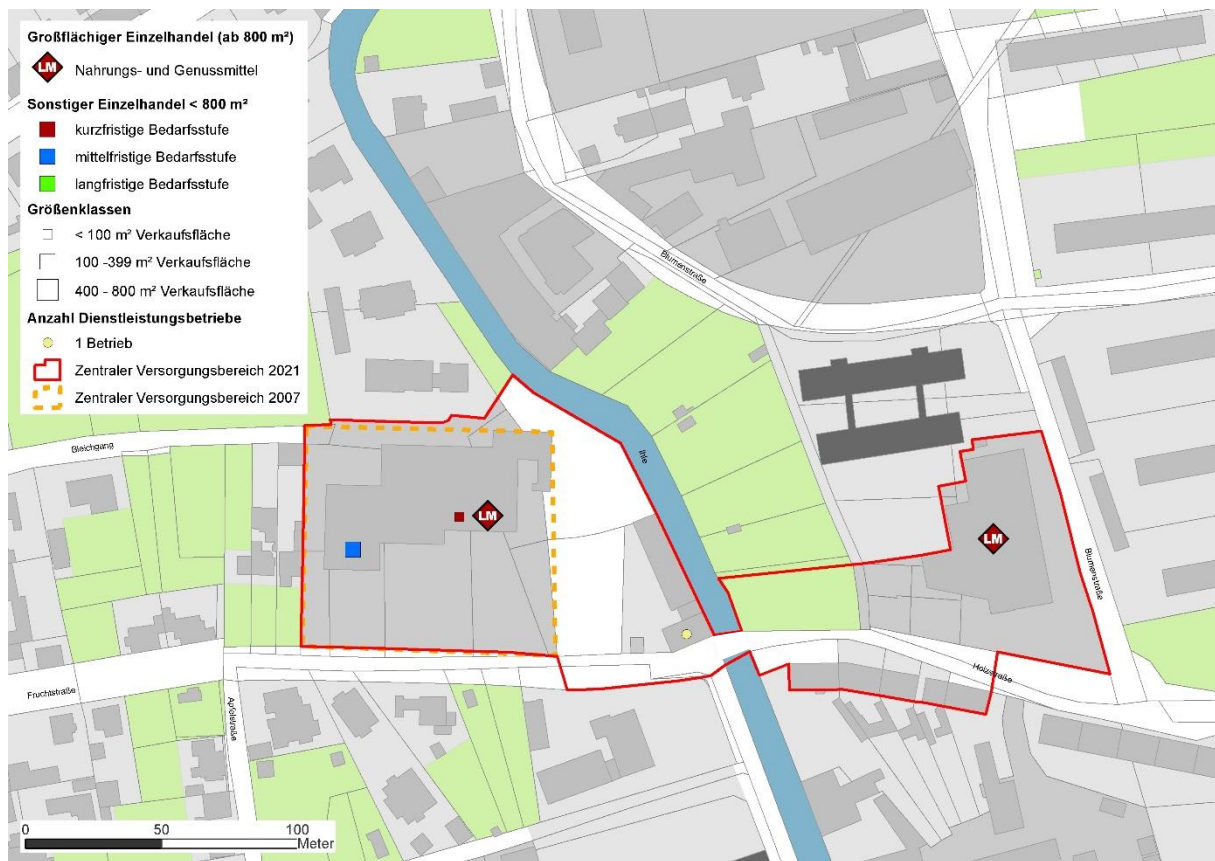 Großflächiger Einzelhandel (ab 800 m²)
LM Nahrungs- und Genussmittel
Sonstiger Einzelhandel < 800 m²
kurzfristige Bedarfsstufe
mittelfristige Bedarfsstufe
langfristige Bedarfsstufe
Größenklassen
< 100 m² Verkaufsfläche
100 -399 m² Verkaufsfläche
400 - 800 m² Verkaufsfläche
Anzahl Dienstleistungsbetriebe
1 Betrieb
Zentraler Versorgungsbereich 2021
Zentraler Versorgungsbereich 2007
Blumenstraße
Bleichgang
Ihle
LM
LM
Blumenstraße
Holzstraße
Fruchtstraße
Apfelstraße
0 50 100
Meter